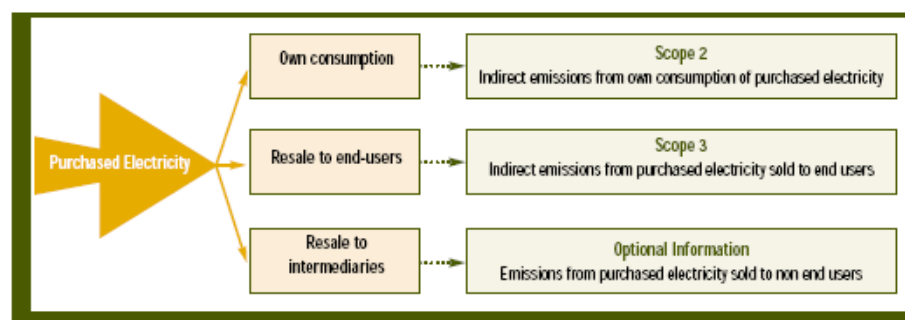 Purchased Electricity
Own consumption
Scope 2
Indirect emissions from own consumption of purchased electricity
Resale to end-users
Scope 3
Indirect emissions from purchased electricity sold to end users
Resale to
intermediaries
Optional Information
Emissions from purchased electricity sold to non end users